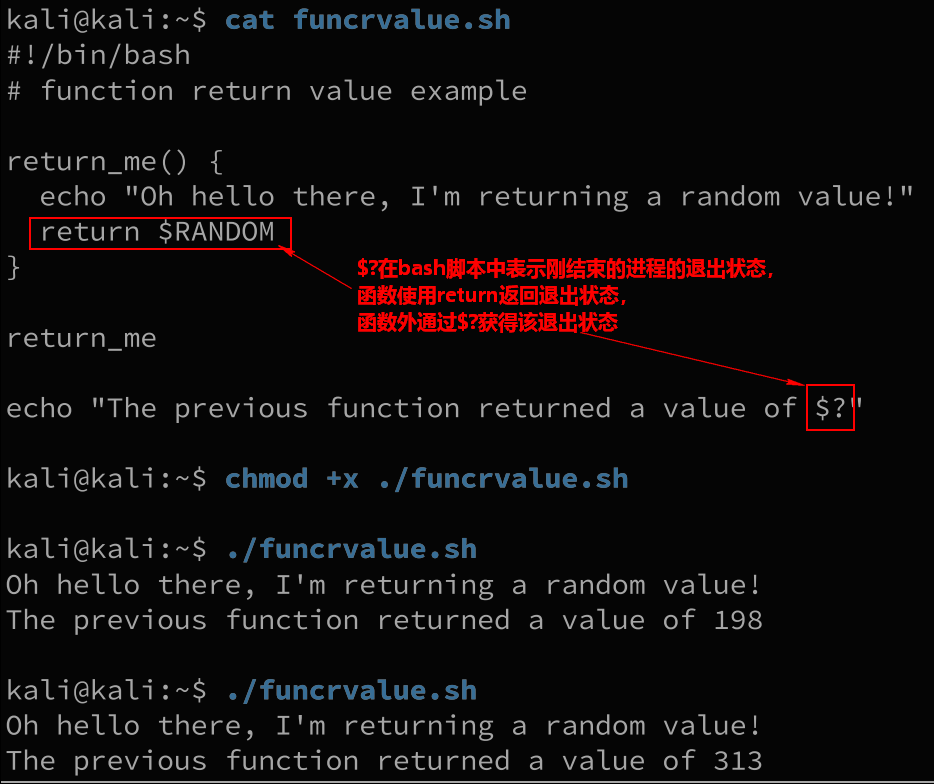 kali@kali:~$ cat funcrvalue.sh
#!/bin/bash
# function return value example
return_me() {
echo "Oh hello there, I'm returning a random value!"
return $RANDOM
}
$?在bash脚本中表示刚结束的进程的退出状态，
函数使用return返回退出状态，
函数外通过$?获得该退出状态
return_me
echo "The previous function returned a value of $?"
kali@kali:~$ chmod +x ./funcrvalue.sh
kali@kali:~$ ./funcrvalue.sh
Oh hello there, I'm returning a random value!
The previous function returned a value of 198
kali@kali:~$ ./funcrvalue.sh
Oh hello there, I'm returning a random value!
The previous function returned a value of 313